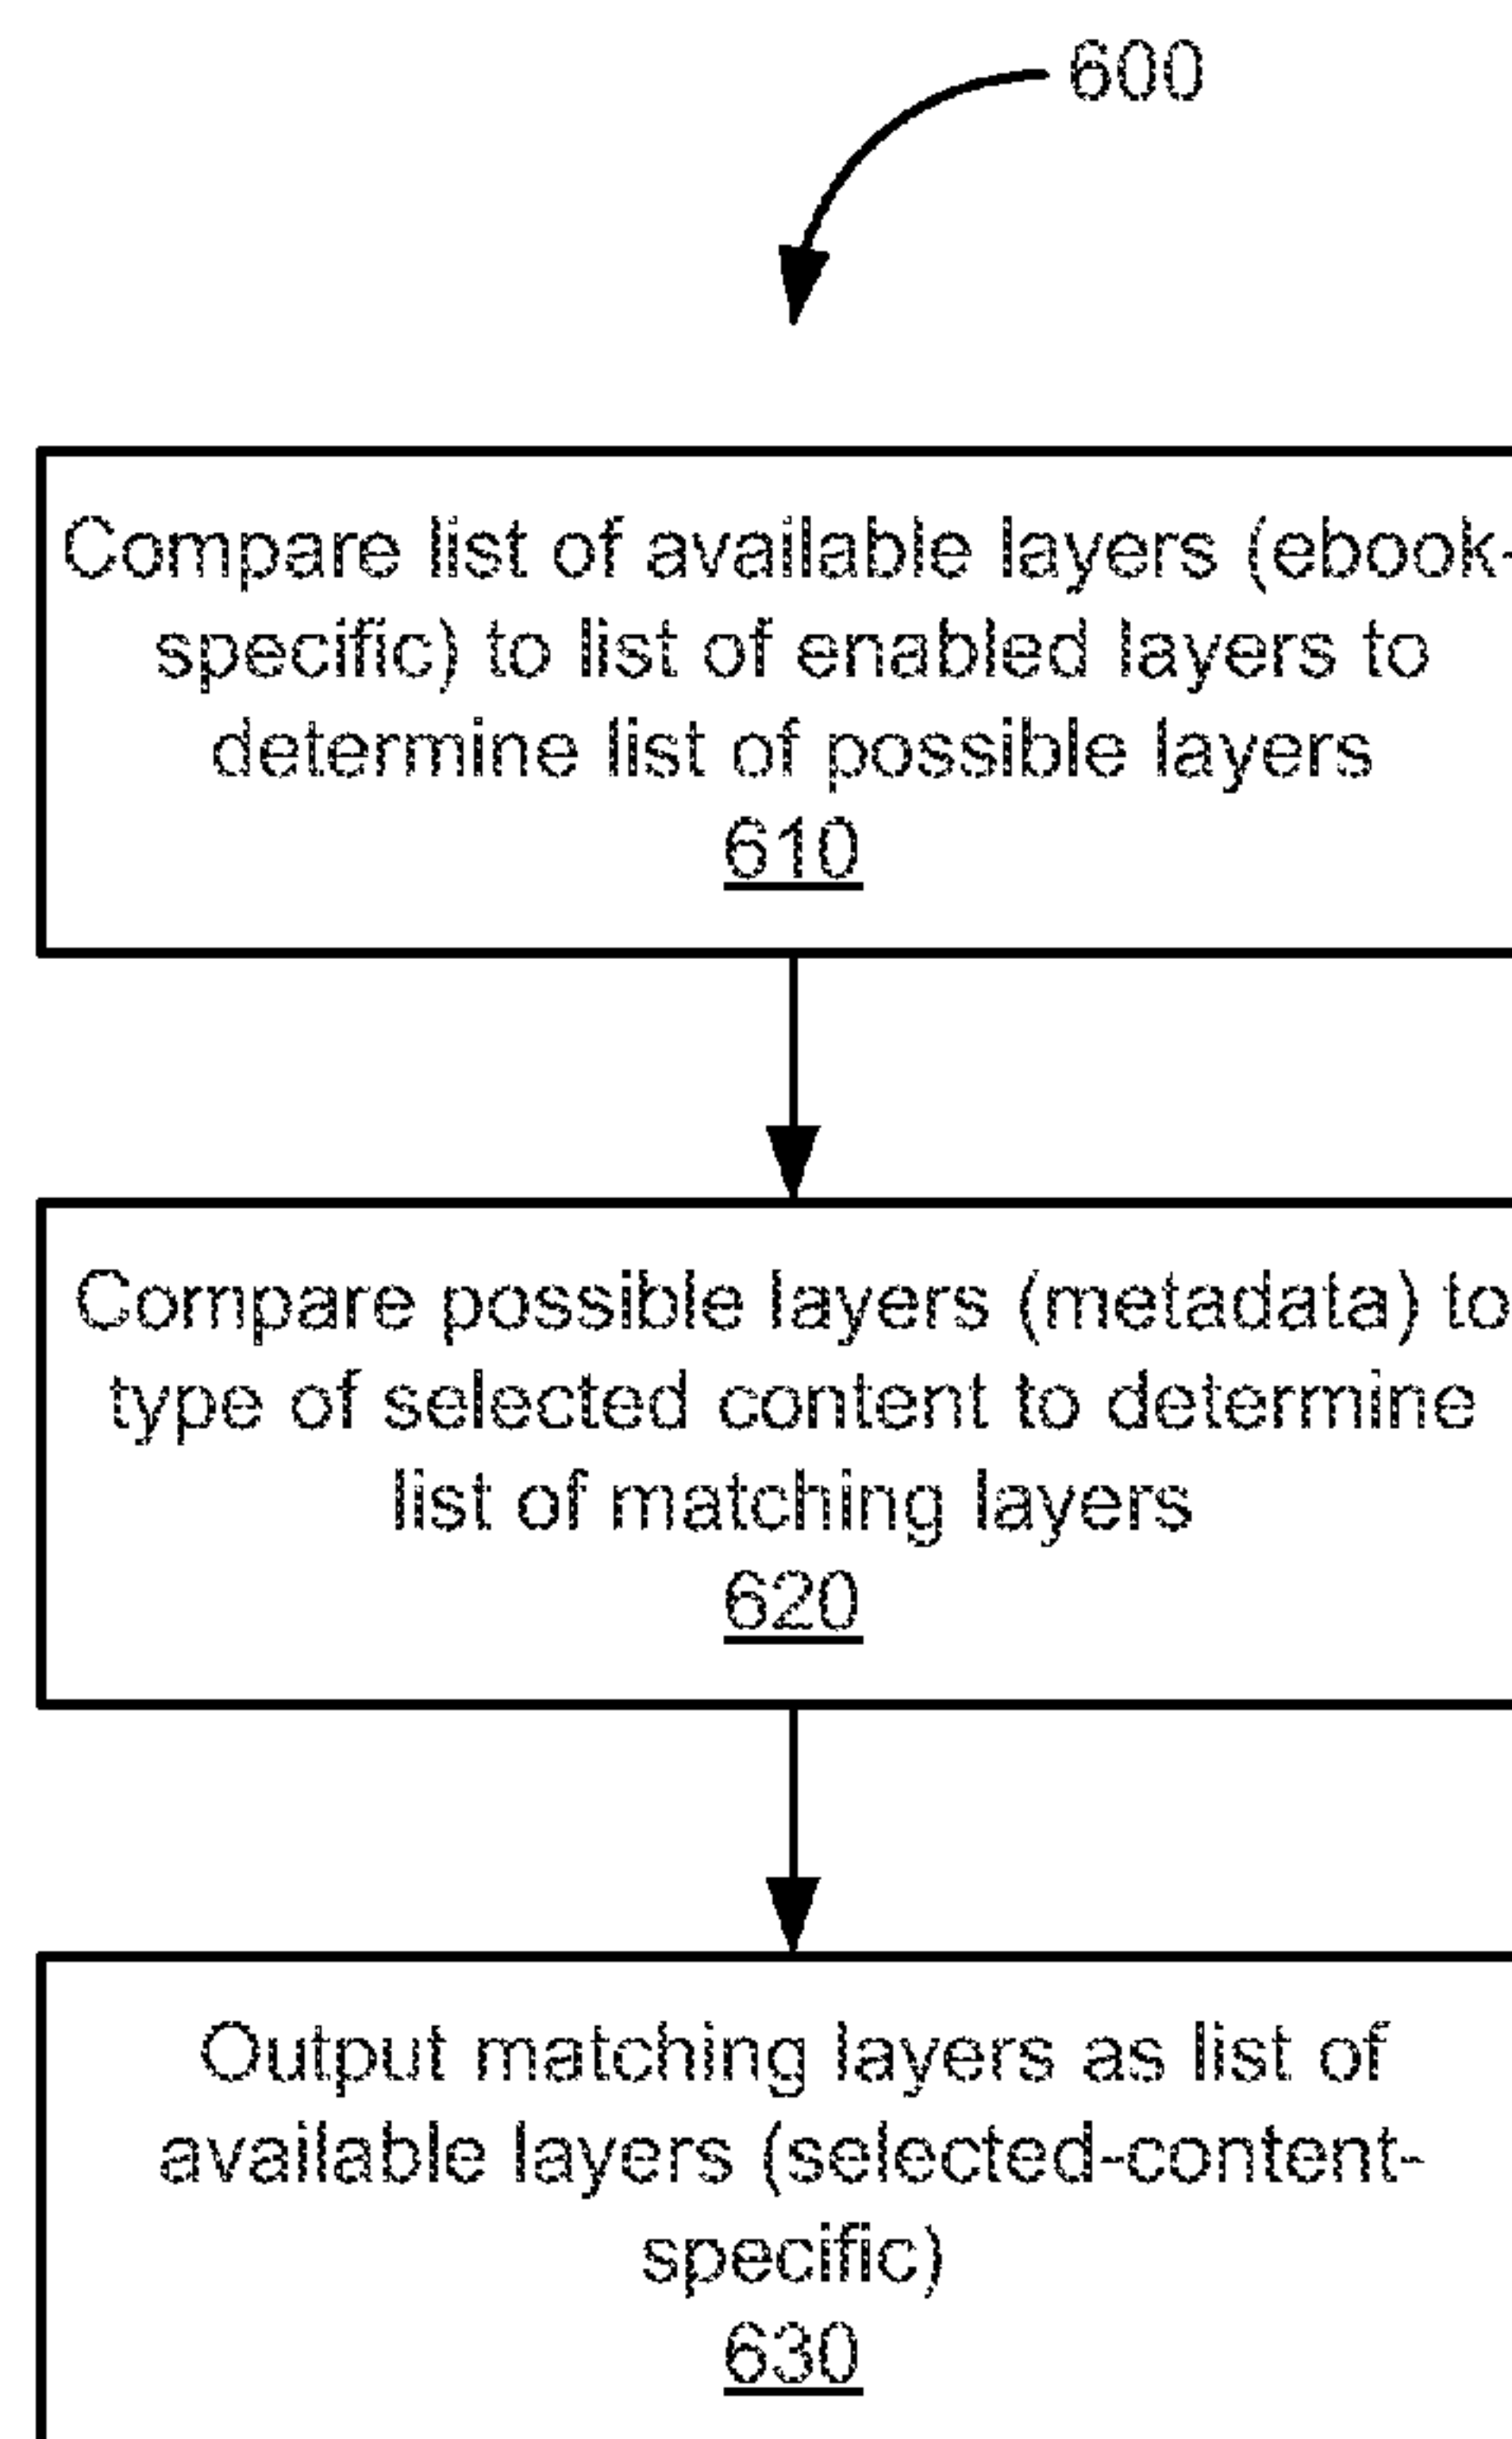 600
Compare list of available layers (ebook-
specific) to list of enabled layers to
determine list of possible layers
610
Compare possible layers (metadata) to
type of selected content to determine
list of matching layers
620
Output matching layers as list of
available layers (selected-content-
specific)
630